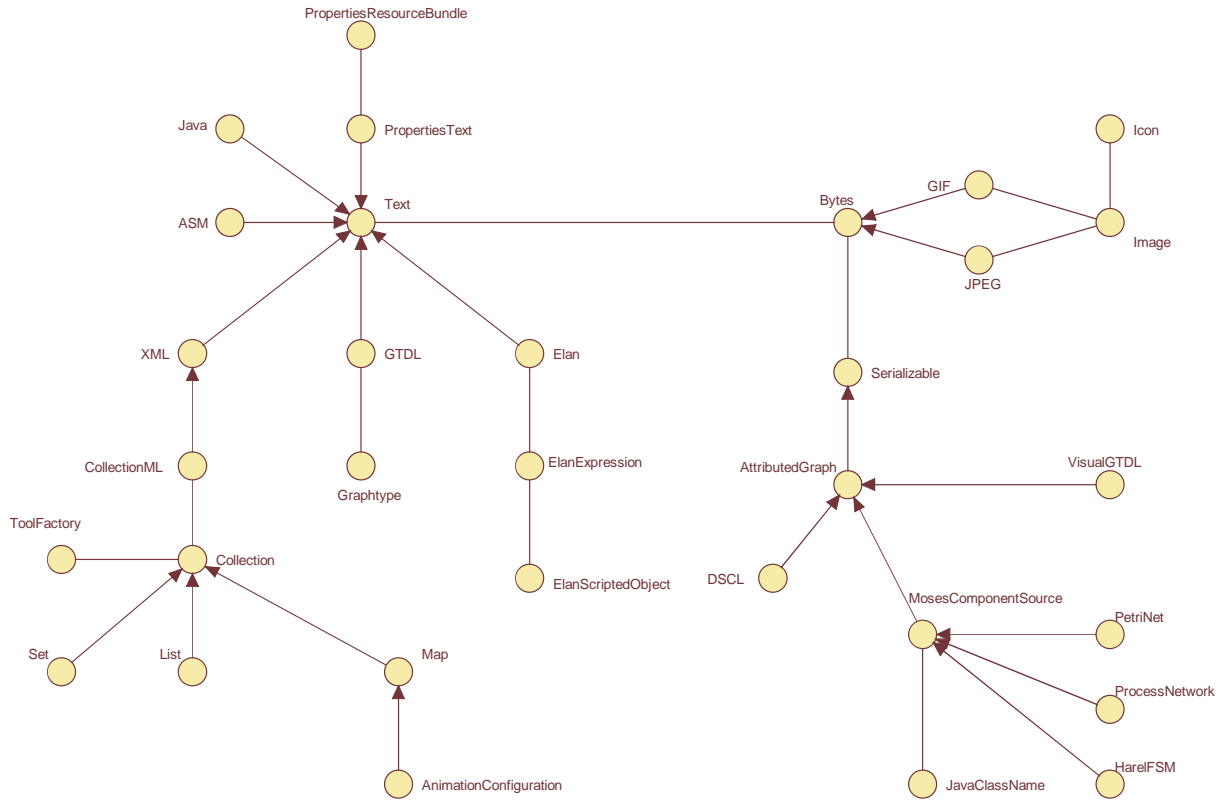 PropertiesResourceBundle
Java
PropertiesText
Icon
GIF
Text
Bytes
ASM
Image
JPEG
XML
GTDL
Elan
Serializable
CollectionML
ElanExpression
AttributedGraph
VisualGTDL
Graphtype
ToolFactory
Collection
ElanScriptedObject
DSCL
MosesComponentSource
PetriNet
Set
List
Map
ProcessNetwork
HarelFSM
AnimationConfiguration
JavaClassName